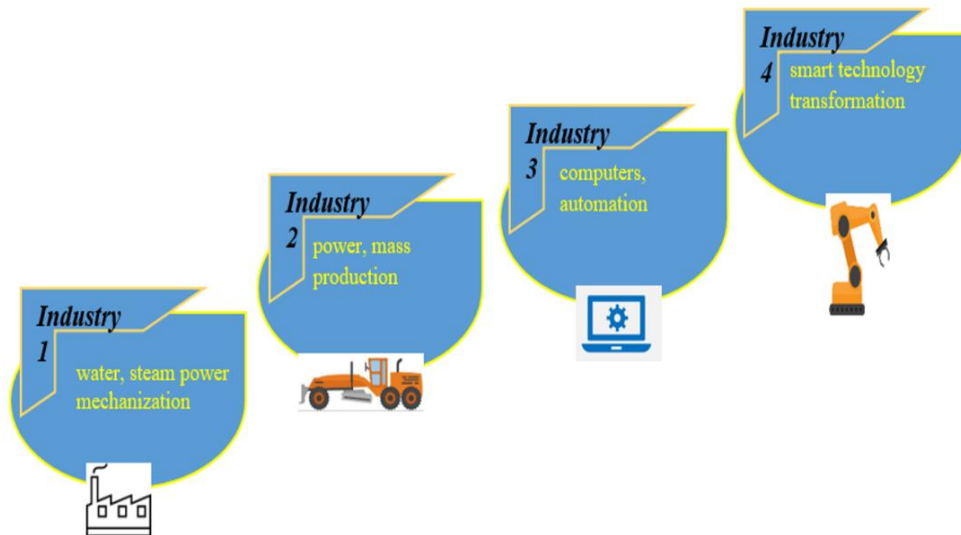 Industry
1
water, steam power
mechanization
Industry
2
power, mass
production
Industry
3
computers,
automation
Industry
4
smart technology
transformation